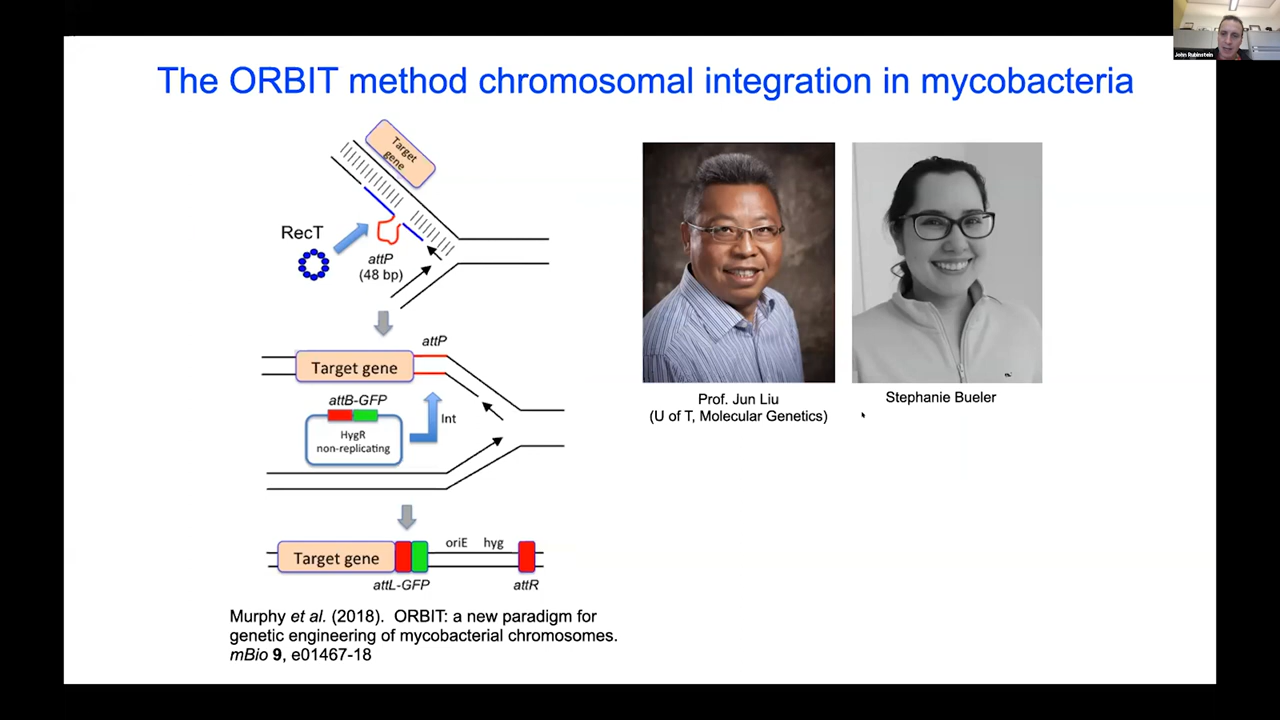 John Rubinstein
The ORBIT method chromosomal integration in mycobacteria
Target
gene
RecT
attP
(48 bp)
attP
Target gene
attB-GFP
HygR
non-replicating
Int
oriE hyg
Target gene
attL-GFP
attR
Murphy et al. (2018). ORBIT: a new paradigm for
genetic engineering of mycobacterial chromosomes.
mBio 9, e01467-18
Prof. Jun Liu
(U of T, Molecular Genetics)
Stephanie Bueler